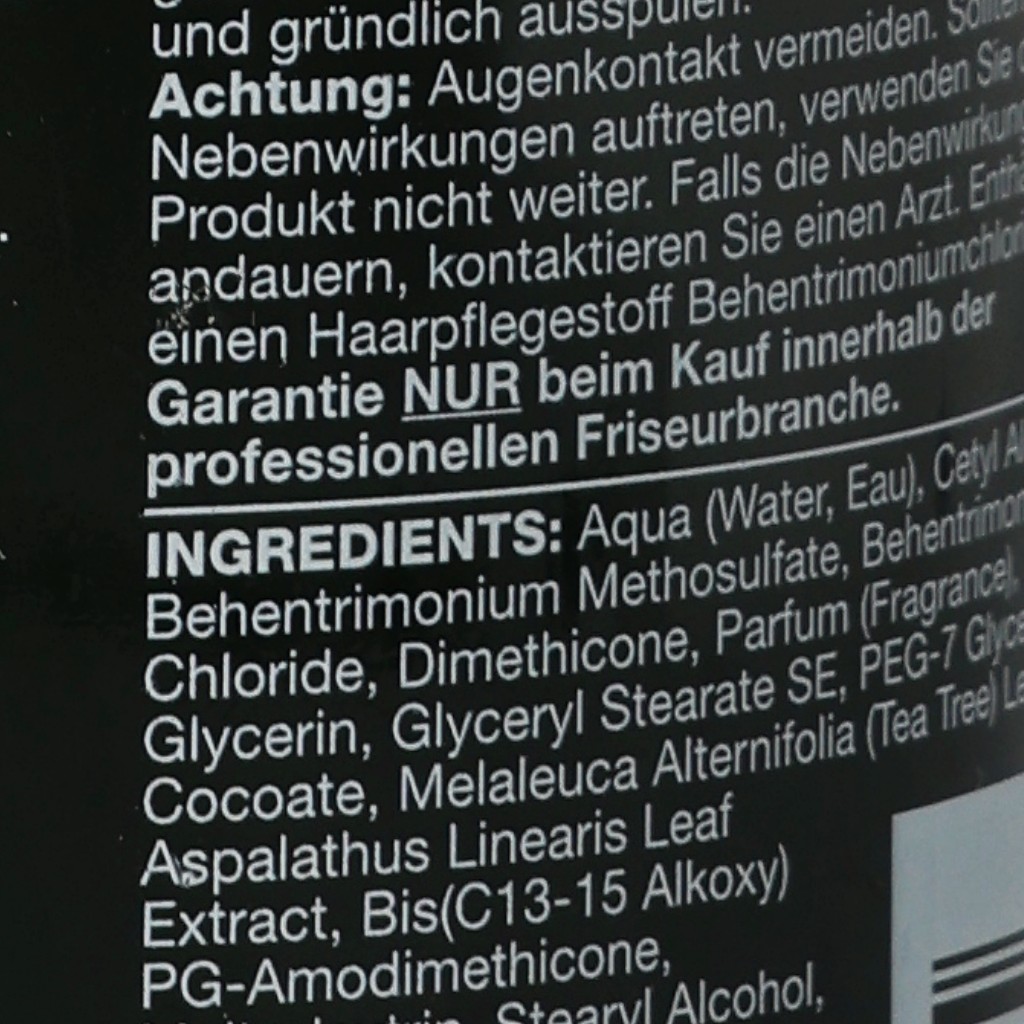 und gründlich ausspülen.
Achtung: Augenkontakt vermeiden.
Nebenwirkungen auftreten, verwenden Sie
Produkt nicht weiter. Falls die
andauern, kontaktieren Sie einen Arzt.
einen Haarpflegestoff
Garantie NUR beim Kauf innerhalb der
professionellen Friseurbranche.
INGREDIENTS: Aqua (Water, Eau), Cetyl
Behentrimonium Methosulfate,
Chloride, Dimethicone, Parfum (Fragrance),
Glycerin, Glyceryl Stearate SE, PEG-7
Cocoate, Melaleuca Alternifolia (Tea Tree)
Aspalathus Linearis Leaf
Extract, Bis(C13-15 Alkoxy)
PG-Amodimethicone,
Stearyl Alcohol,